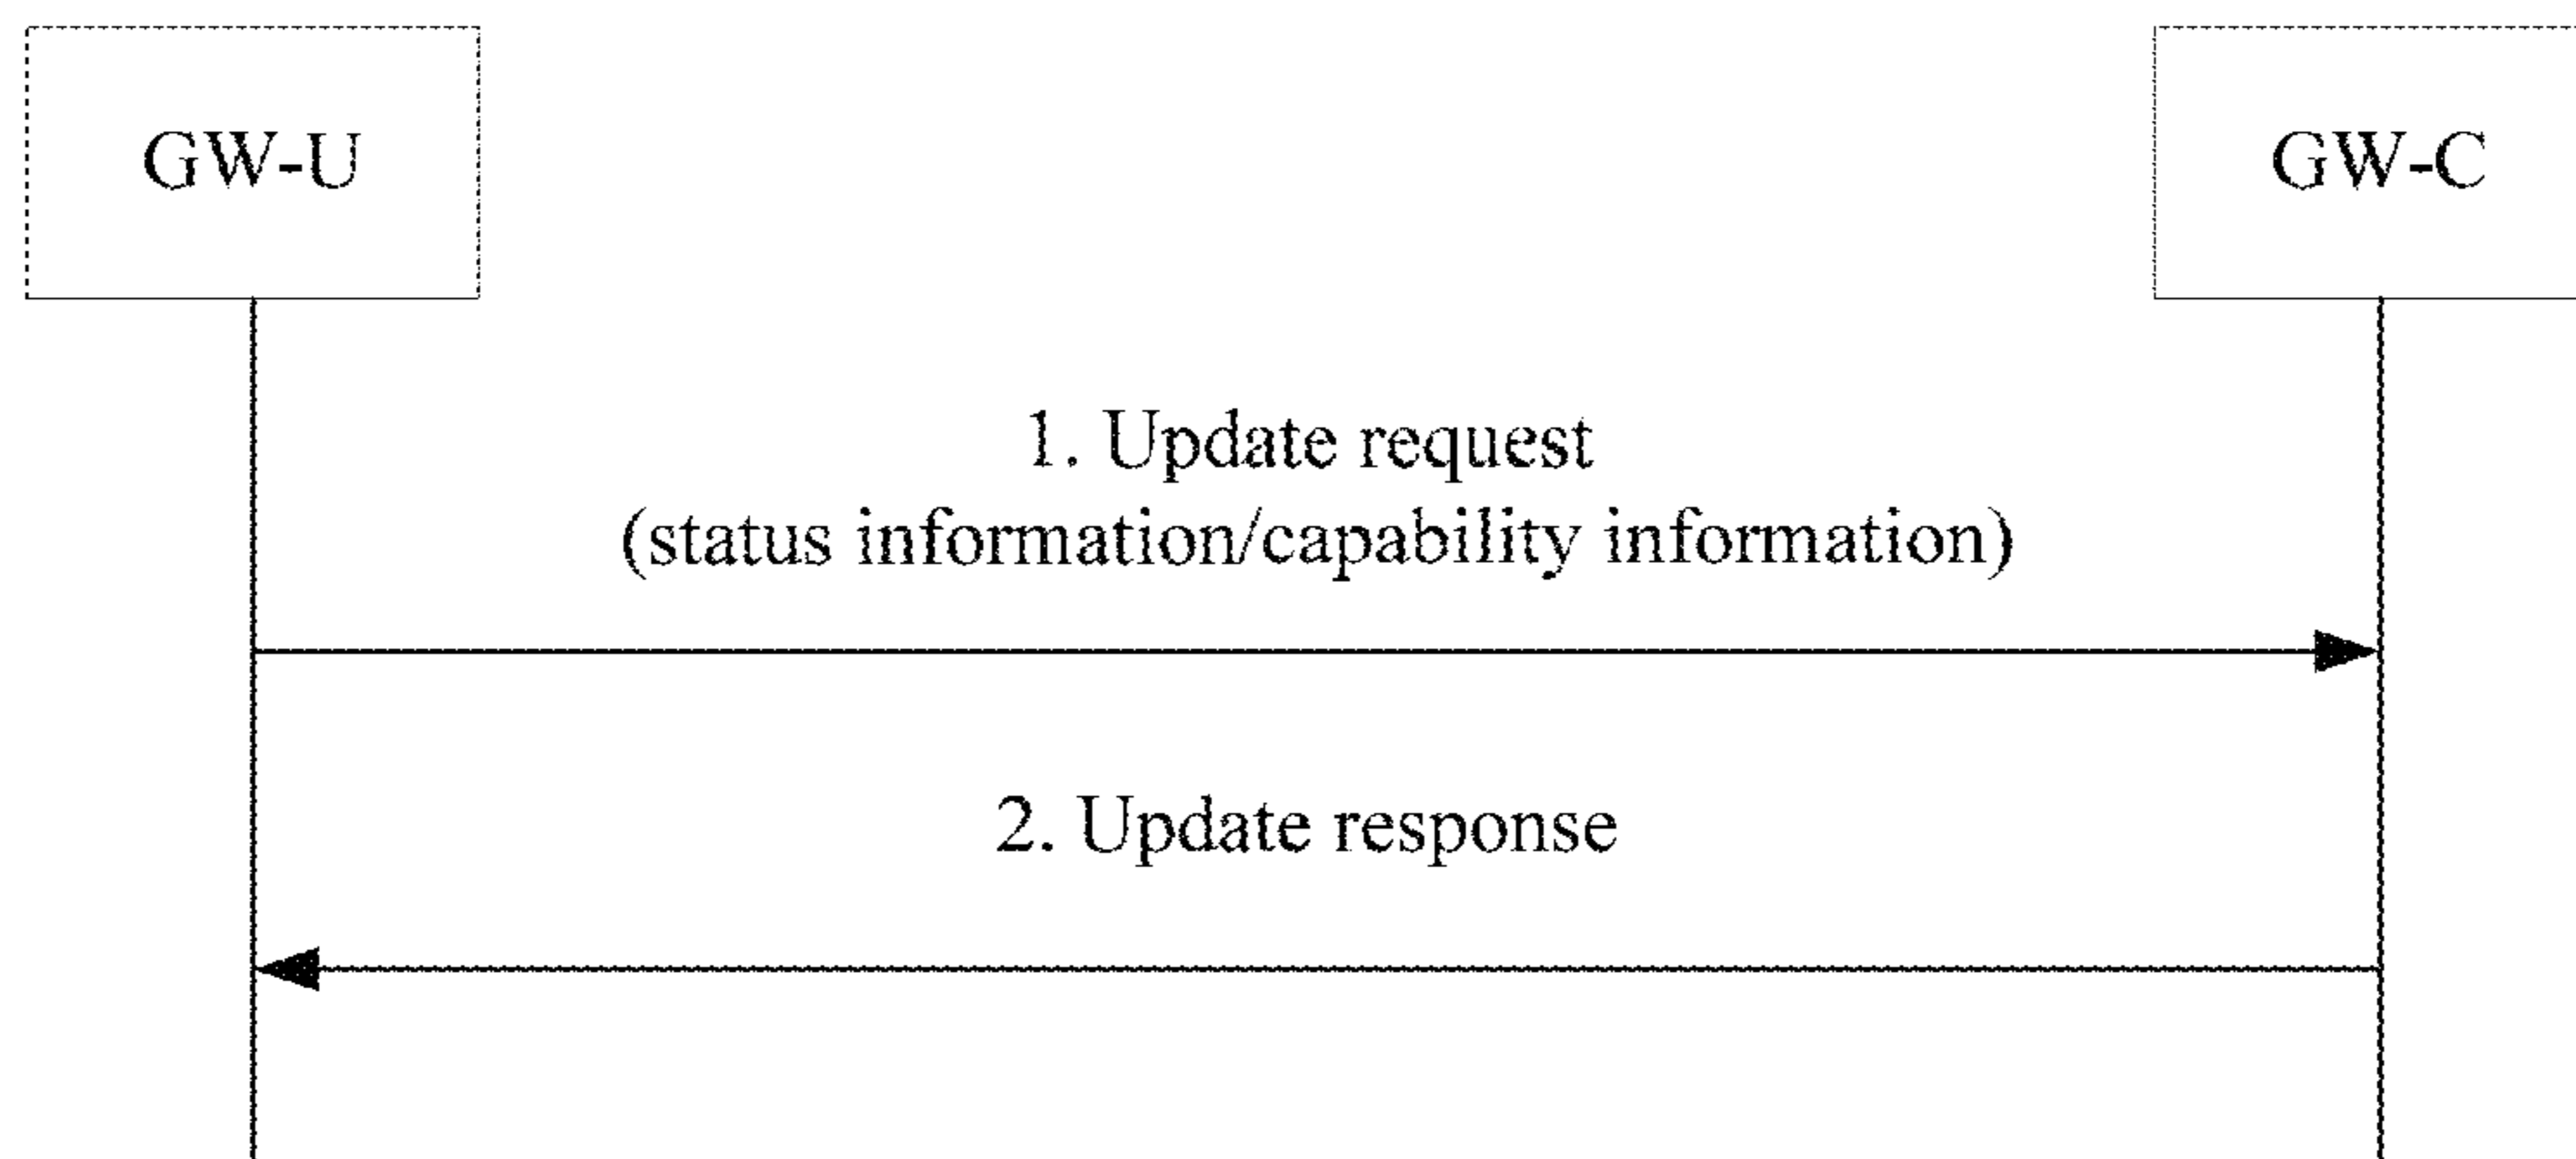 GW-U
GW-C
1. Update request
(status information/capability information)
2. Update response